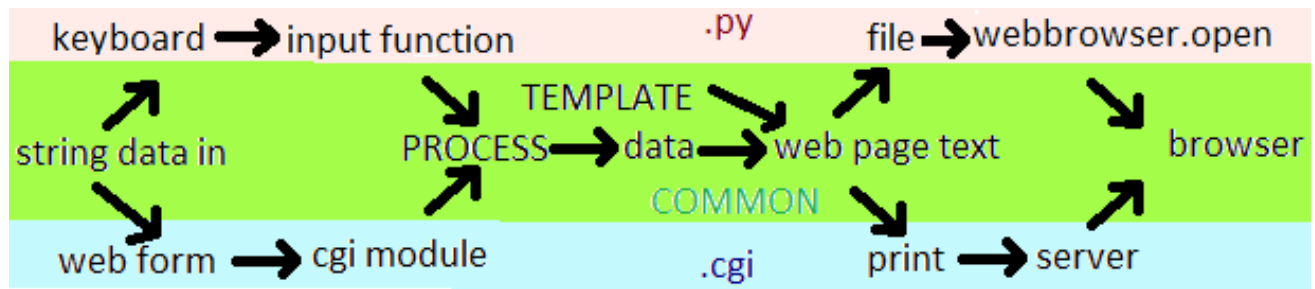 keyboard input function .py file webbrowser.open
TEMPLATE
string data in PROCESS data web page text browser
COMMON
web form cgi module .cgi print server